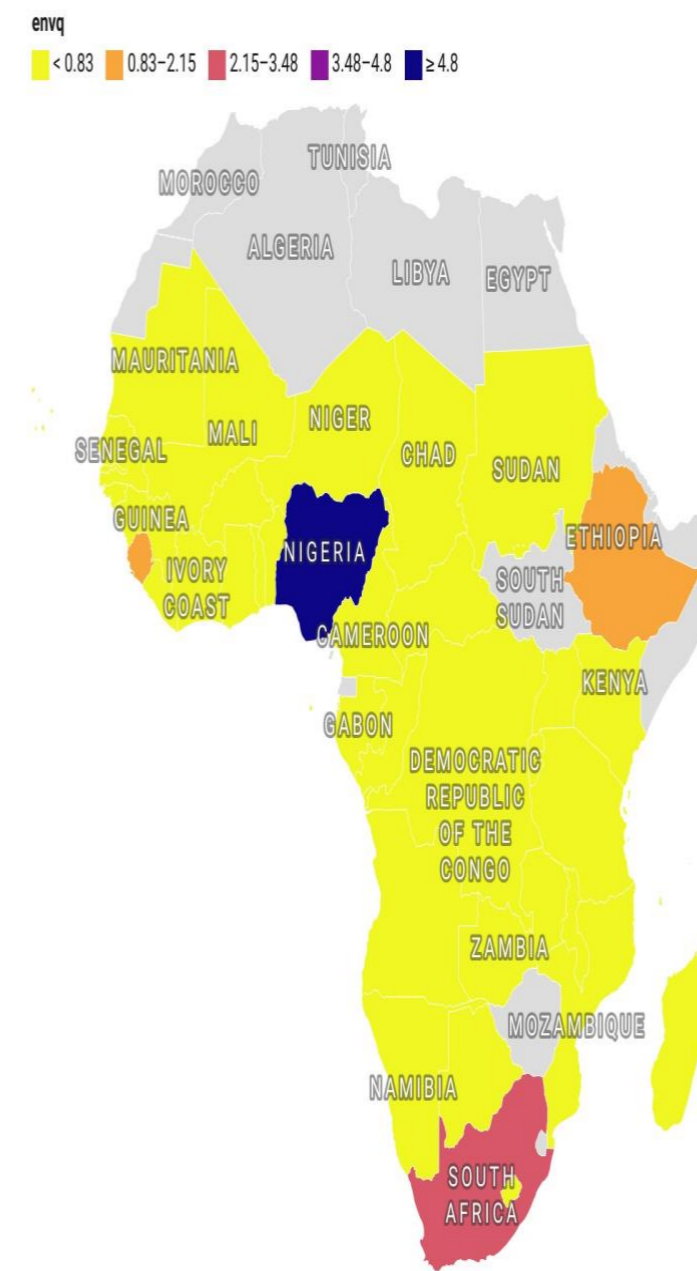 envq
< 0.83 0.83–2.15 2.15–3.48 3.48–4.8 ≥ 4.8
TUNISIA
MOROCCO
ALGERIA
LIBYA
EGYPT
MAURITANIA
NIGER
MALI
SENEGAL
CHAD
SUDAN
GUINEA
NIGERIA
ETHIOPIA
IVORY
COAST
SOUTH
SUDAN
CAMEROON
KENYA
GABON
DEMOCRATIC
REPUBLIC
OF THE
CONGO
ZAMBIA
MOZAMBIQUE
NAMIBIA
SOUTH
AFRICA